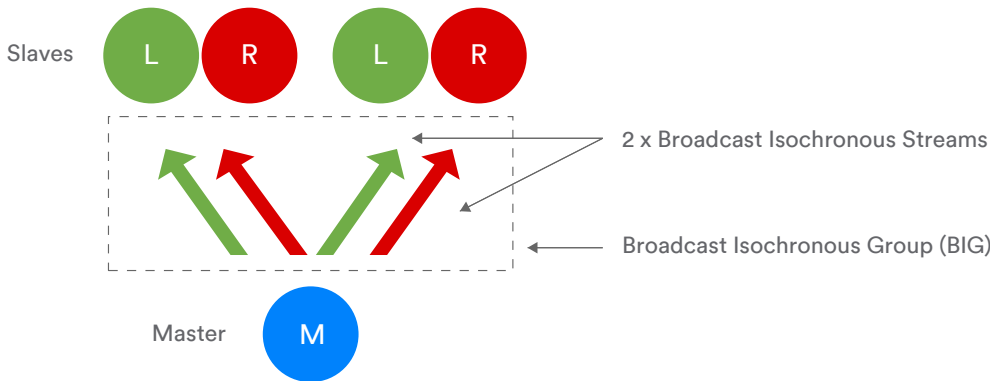 Slaves
L R L R
2 x Broadcast Isochronous Streams
Broadcast Isochronous Group (BIG)
Master
M